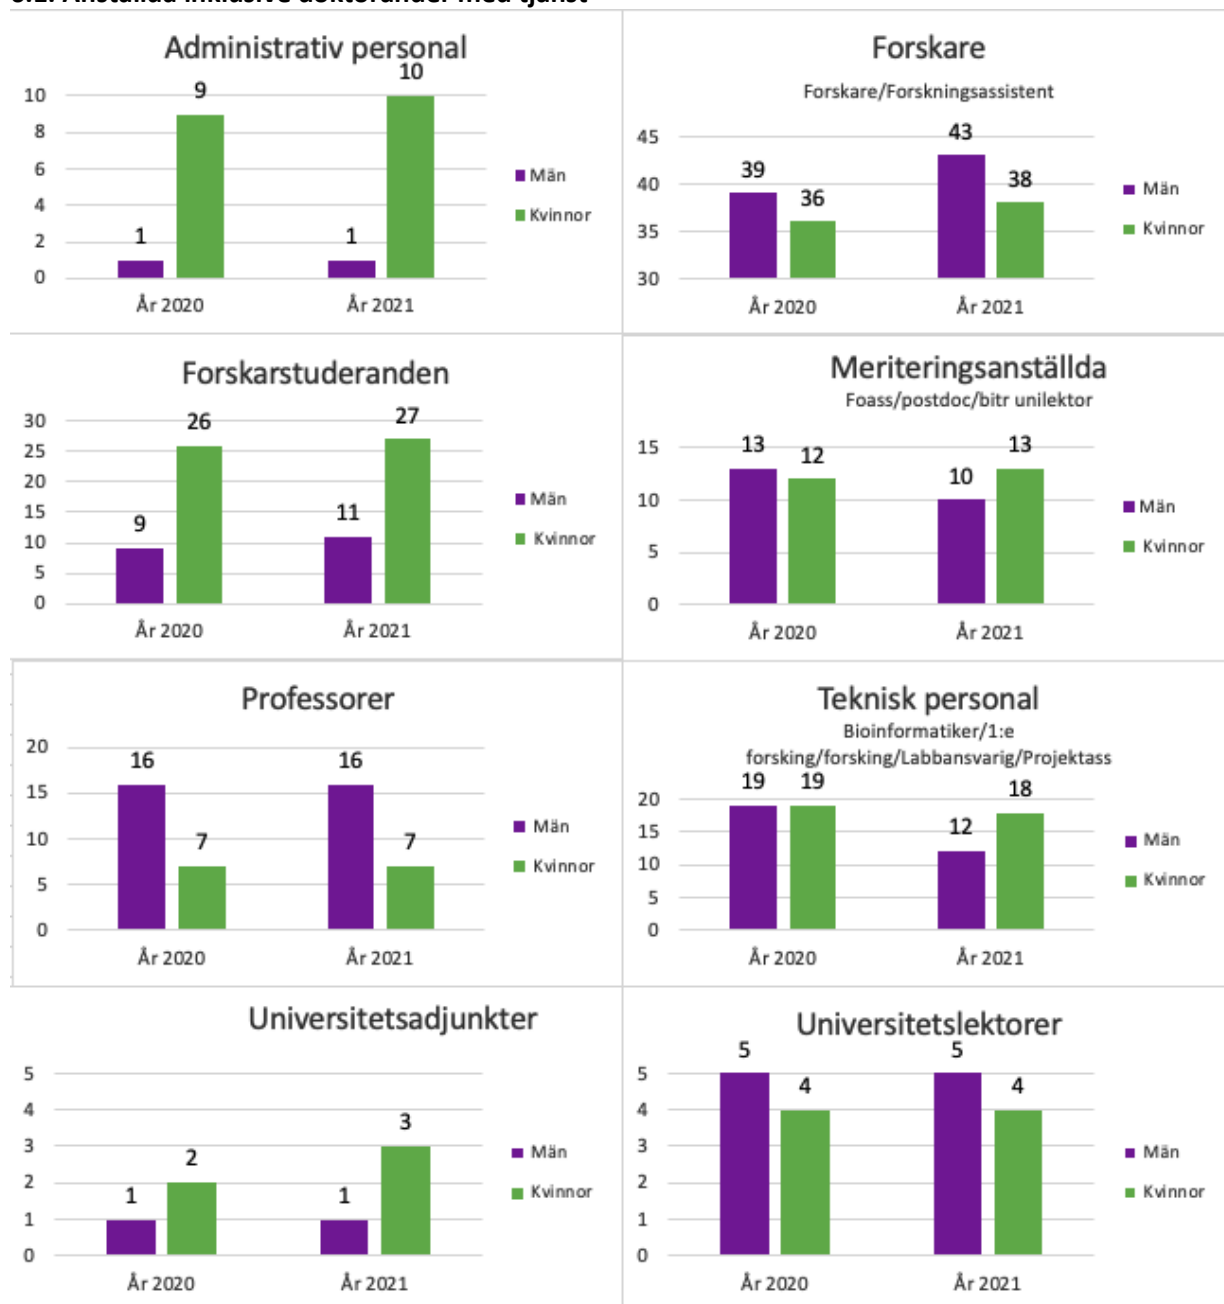 Administrativ personal
10
8
6
4
2
0
1
9
1
10
År 2020
År 2021
Män
Kvinnor
Forskare
Forskare/Forskningsassistent
45
40
35
30
39
36
43
38
År 2020
År 2021
Män
Kvinnor
Forskarstuderanden
30
25
20
15
10
5
0
9
26
11
27
År 2020
År 2021
Män
Kvinnor
Meriteringsanställda
Foass/postdoc/bitr unilektor
15
10
5
0
13
12
10
13
År 2020
År 2021
Män
Kvinnor
Professorer
20
15
10
5
0
16
7
16
7
År 2020
År 2021
Män
Kvinnor
Teknisk personal
Bioinformatiker/1:e
forsking/forsking/Labbansvarig/Projektass
20
15
10
5
0
19
19
12
18
År 2020
År 2021
Män
Kvinnor
Universitetsadjunkter
5
4
3
2
1
0
1
2
1
3
År 2020
År 2021
Män
Kvinnor
Universitetslektorer
5
4
3
2
1
0
5
4
5
4
År 2020
År 2021
Män
Kvinnor